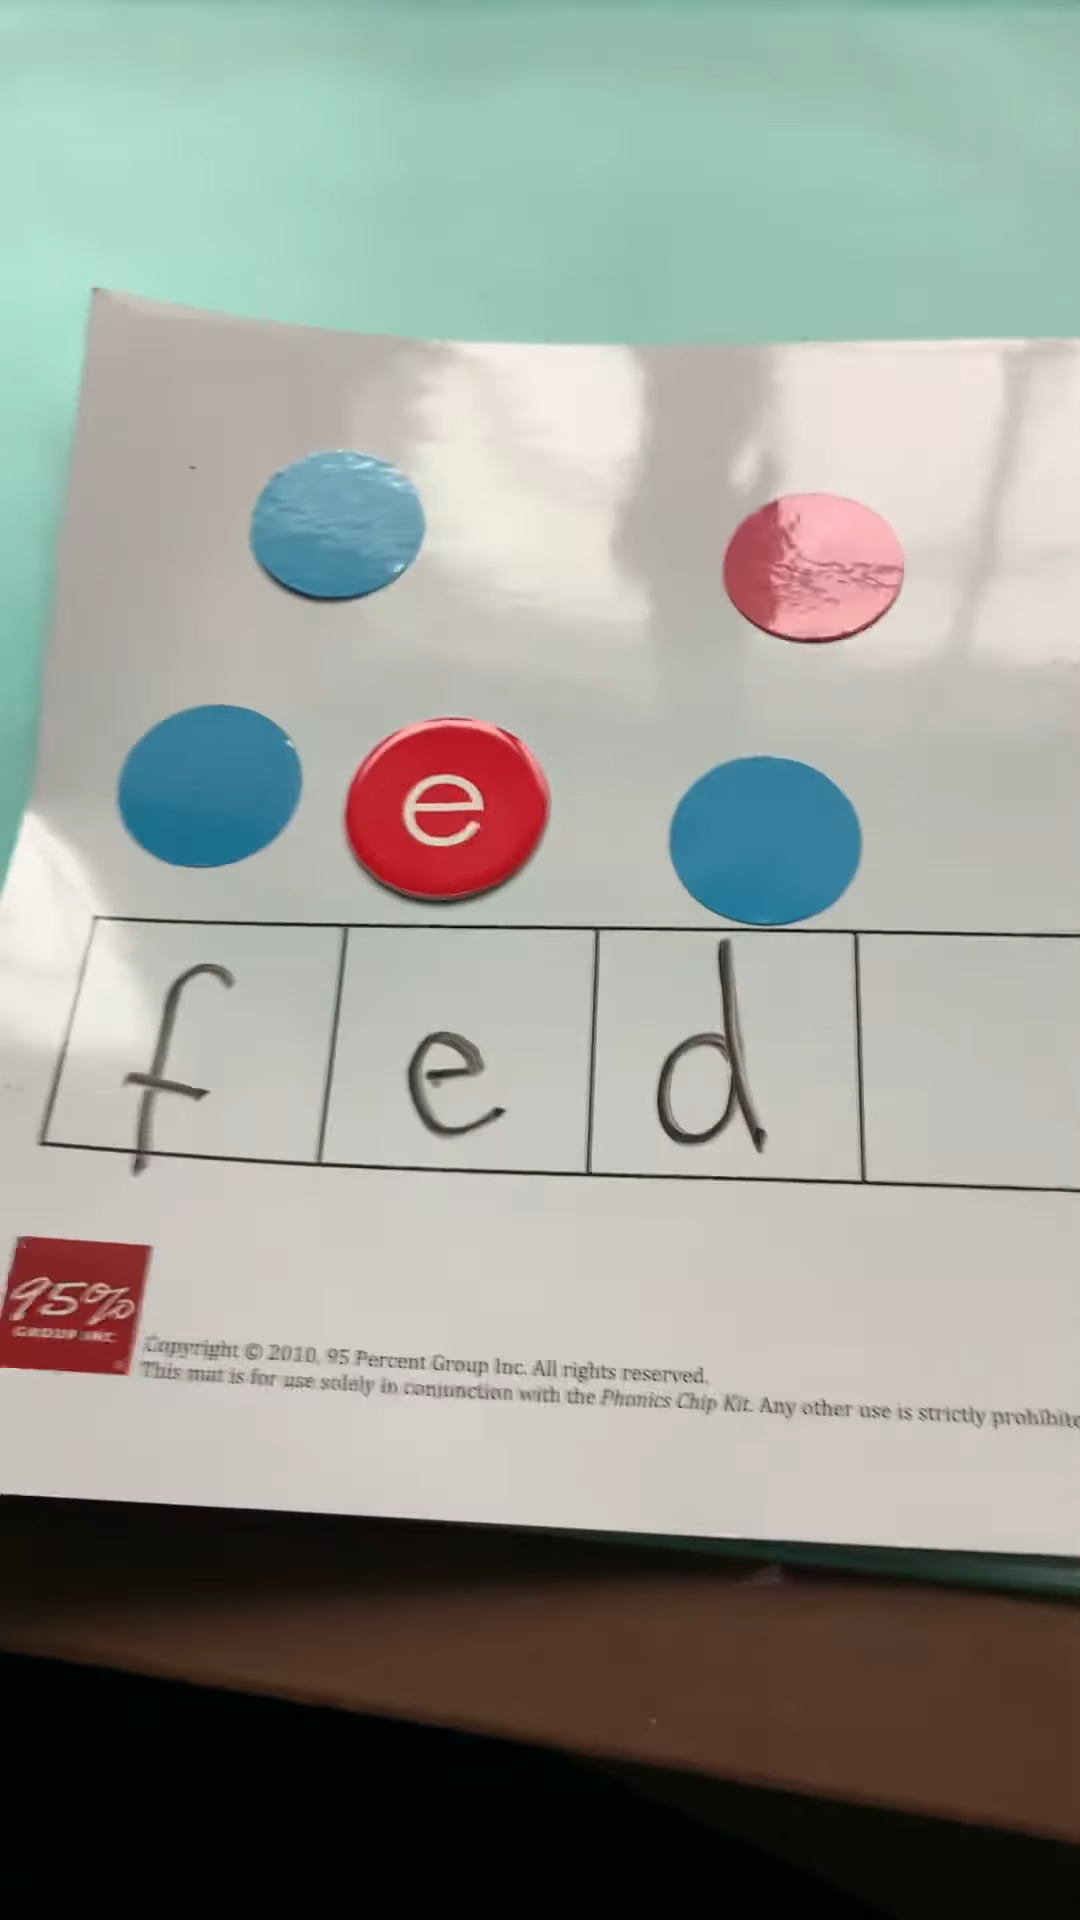 e
f e d
95%
GROUP INC.
Copyright © 2010, 95 Percent Group Inc. All rights reserved.
This mat is for use solely in conjunction with the Phonics Chip Kit. Any other use is strictly